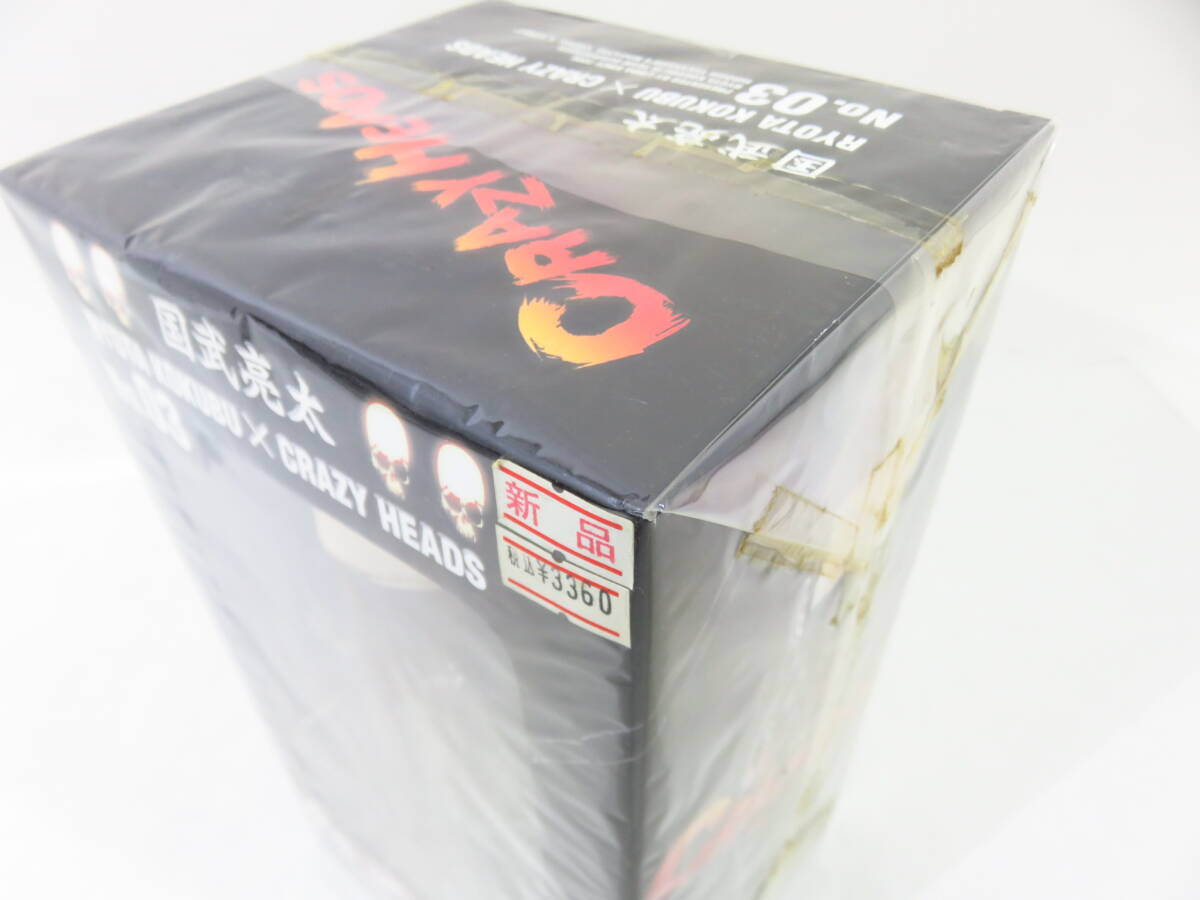 CRAZY HEADS
国武亮太
RYOTA KOKUBU × CRAZY HEADS
No. 03
国武亮太
KOKUBU × CRAZY HEADS
03
新品
税込¥3360